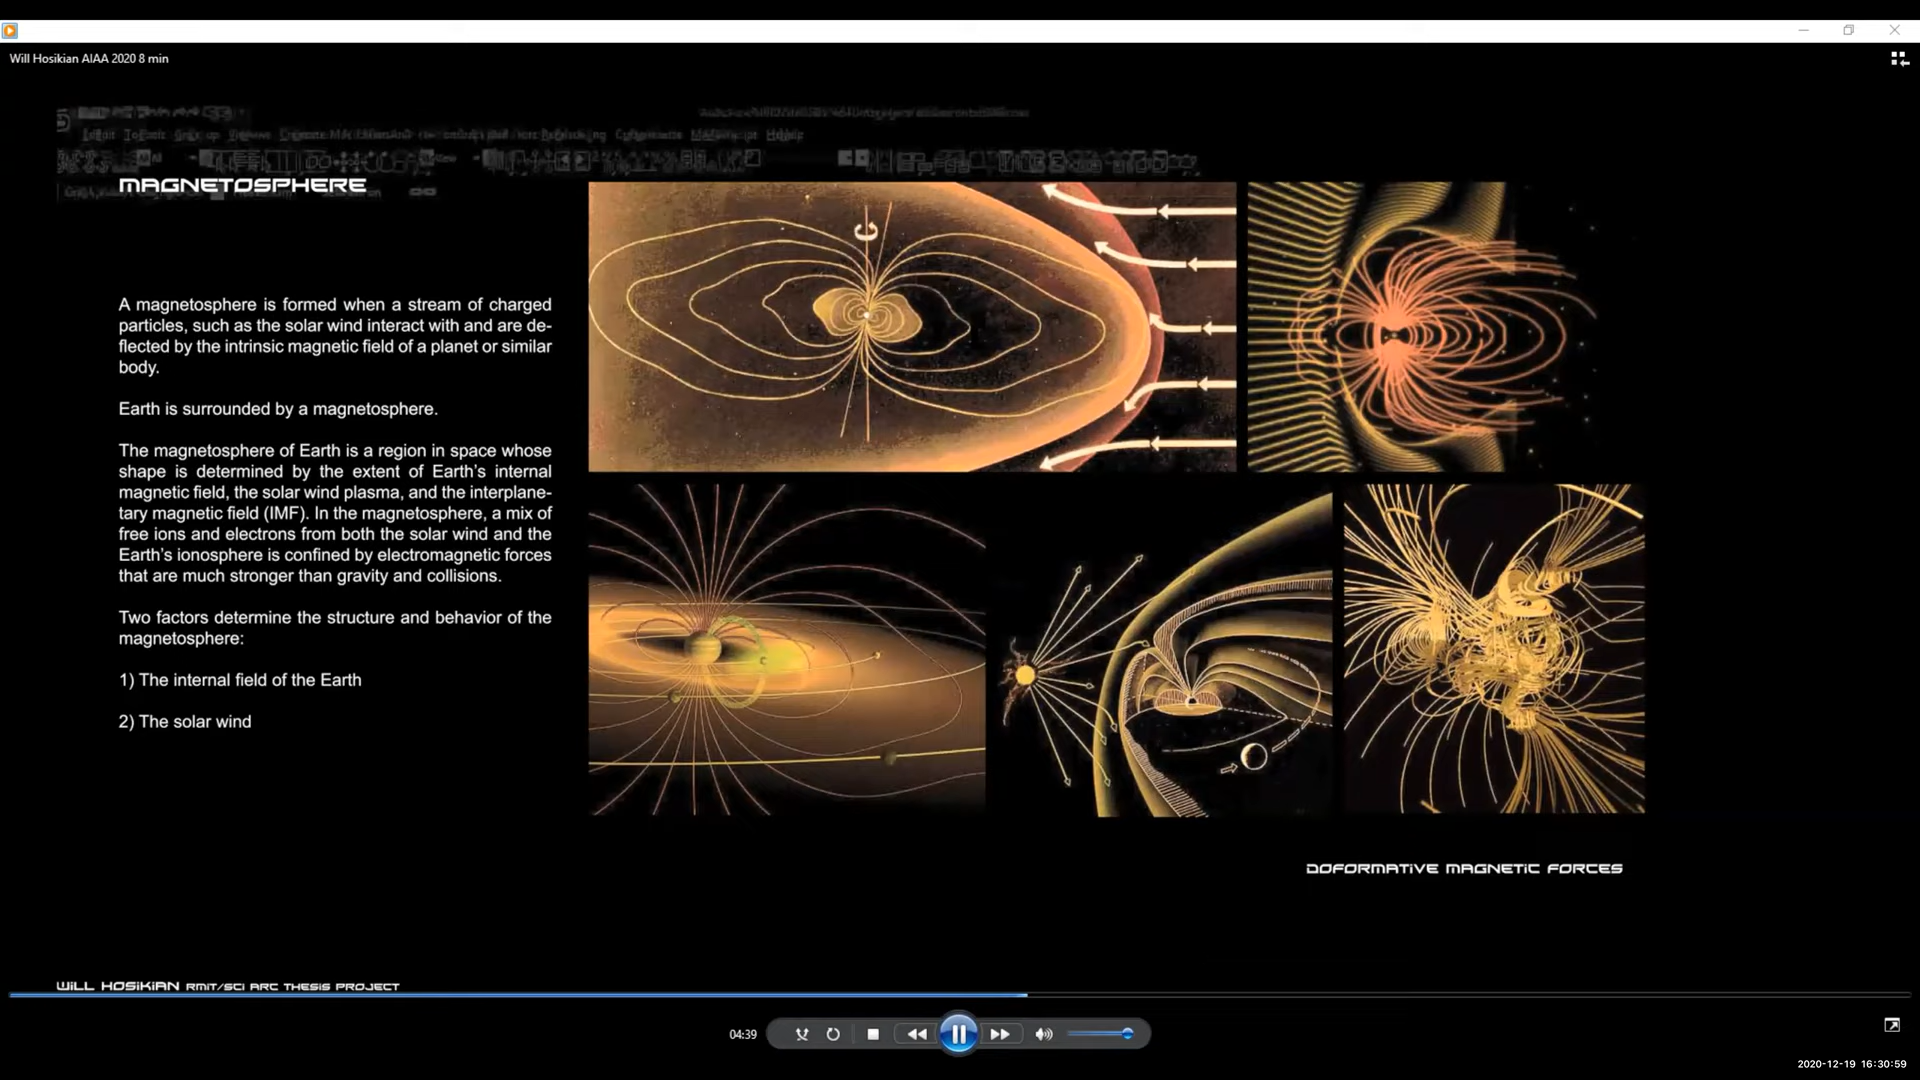 Will Hosikian AIAA 2020 8 min
MAGNETOSPHERE
A magnetosphere is formed when a stream of charged
particles, such as the solar wind interact with and are de-
flected by the intrinsic magnetic field of a planet or similar
body.
Earth is surrounded by a magnetosphere.
The magnetosphere of Earth is a region in space whose
shape is determined by the extent of Earth's internal
magnetic field, the solar wind plasma, and the interplane-
tary magnetic field (IMF). In the magnetosphere, a mix of
free ions and electrons from both the solar wind and the
Earth's ionosphere is confined by electromagnetic forces
that are much stronger than gravity and collisions.
Two factors determine the structure and behavior of the
magnetosphere:
1) The internal field of the Earth
2) The solar wind
DOFORMATIVE MAGNETIC FORCES
WILL HOSIKIAN RMIT/SCI ARC THESIS PROJECT
04:39
2020-12-19 16:30:59